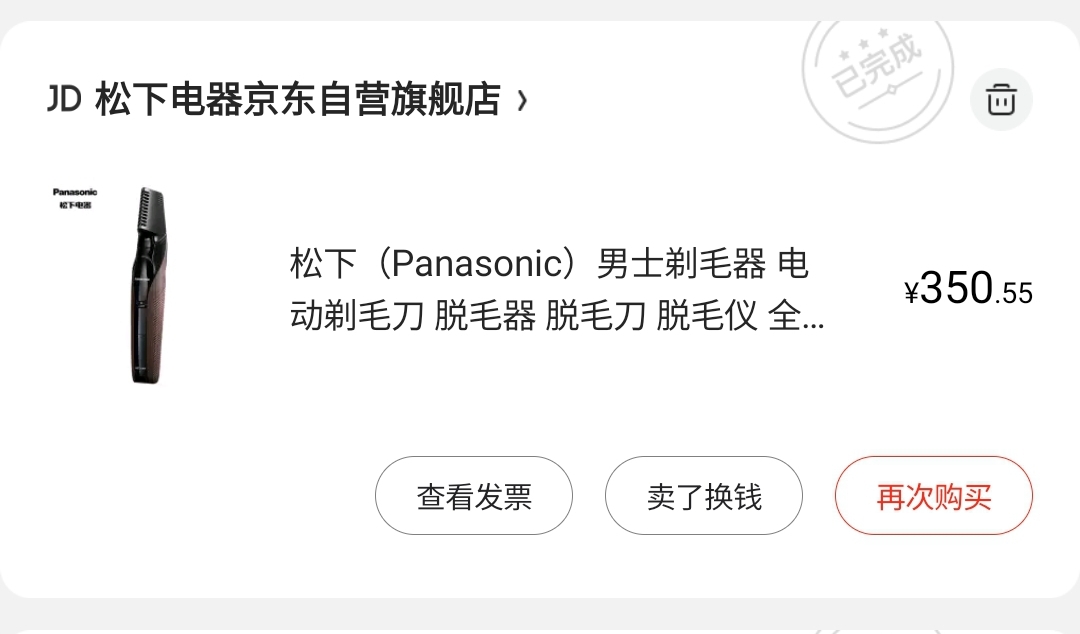 已完成
JD 松下电器京东自营旗舰店 ›
Panasonic
松下电器
松下（Panasonic）男士剃毛器 电
动剃毛刀 脱毛器 脱毛刀 脱毛仪 全...
¥350.55
查看发票
卖了换钱
再次购买